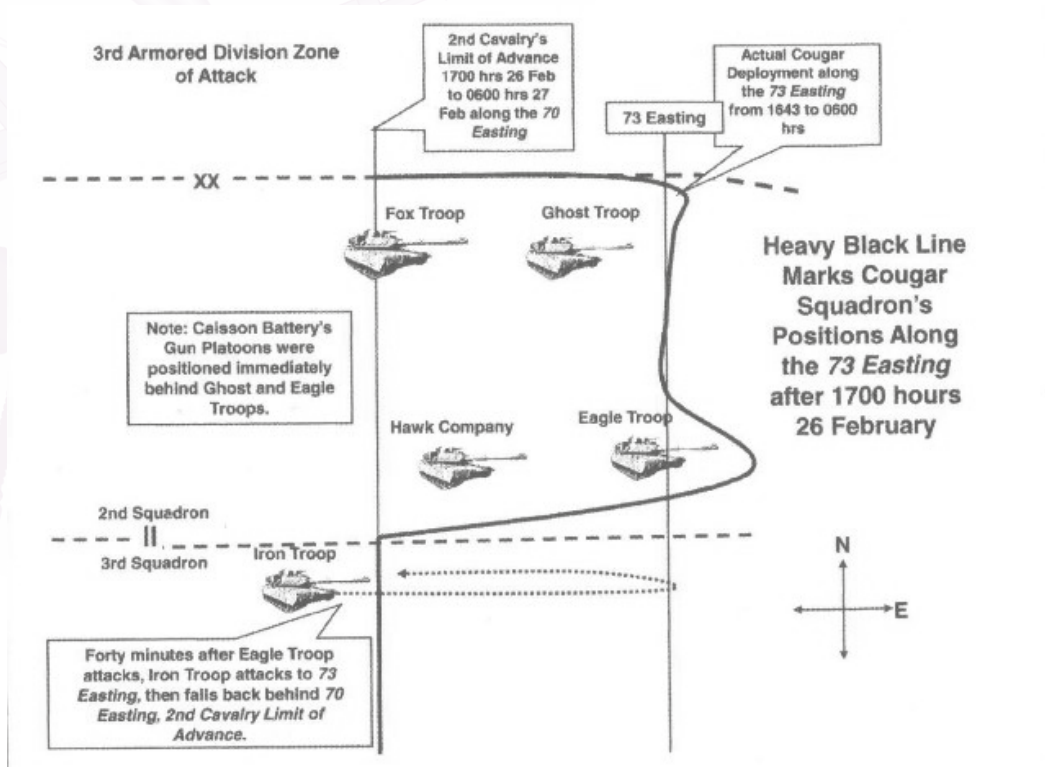 3rd Armored Division Zone
of Attack
2nd Cavalry's
Limit of Advance
1700 hrs 26 Feb
to 0600 hrs 27
Feb along the 70
Easting
73 Easting
Actual Cougar
Deployment along
the 73 Easting
from 1643 to 0600
hrs
XX
Fox Troop
Ghost Troop
Heavy Black Line
Marks Cougar
Squadron's
Positions Along
the 73 Easting
after 1700 hours
26 February
Note: Caisson Battery's
Gun Platoons were
positioned immediately
behind Ghost and Eagle
Troops.
Hawk Company
Eagle Troop
2nd Squadron
II
3rd Squadron
Iron Troop
N
E
Forty minutes after Eagle Troop
attacks, Iron Troop attacks to 73
Easting, then falls back behind 70
Easting, 2nd Cavalry Limit of
Advance.